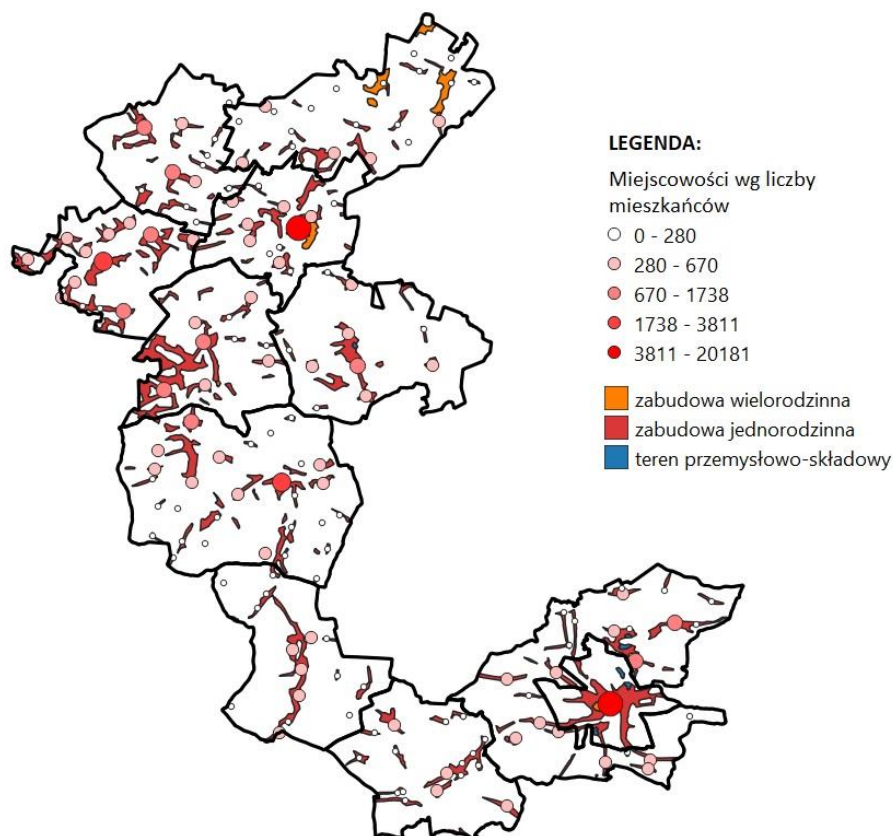 LEGENDA:
Miejscowości wg liczby
mieszkańców
0 - 280
280 - 670
670 - 1738
1738 - 3811
3811 - 20181
zabudowa wielorodzinna
zabudowa jednorodzinna
teren przemysłowo-składowy